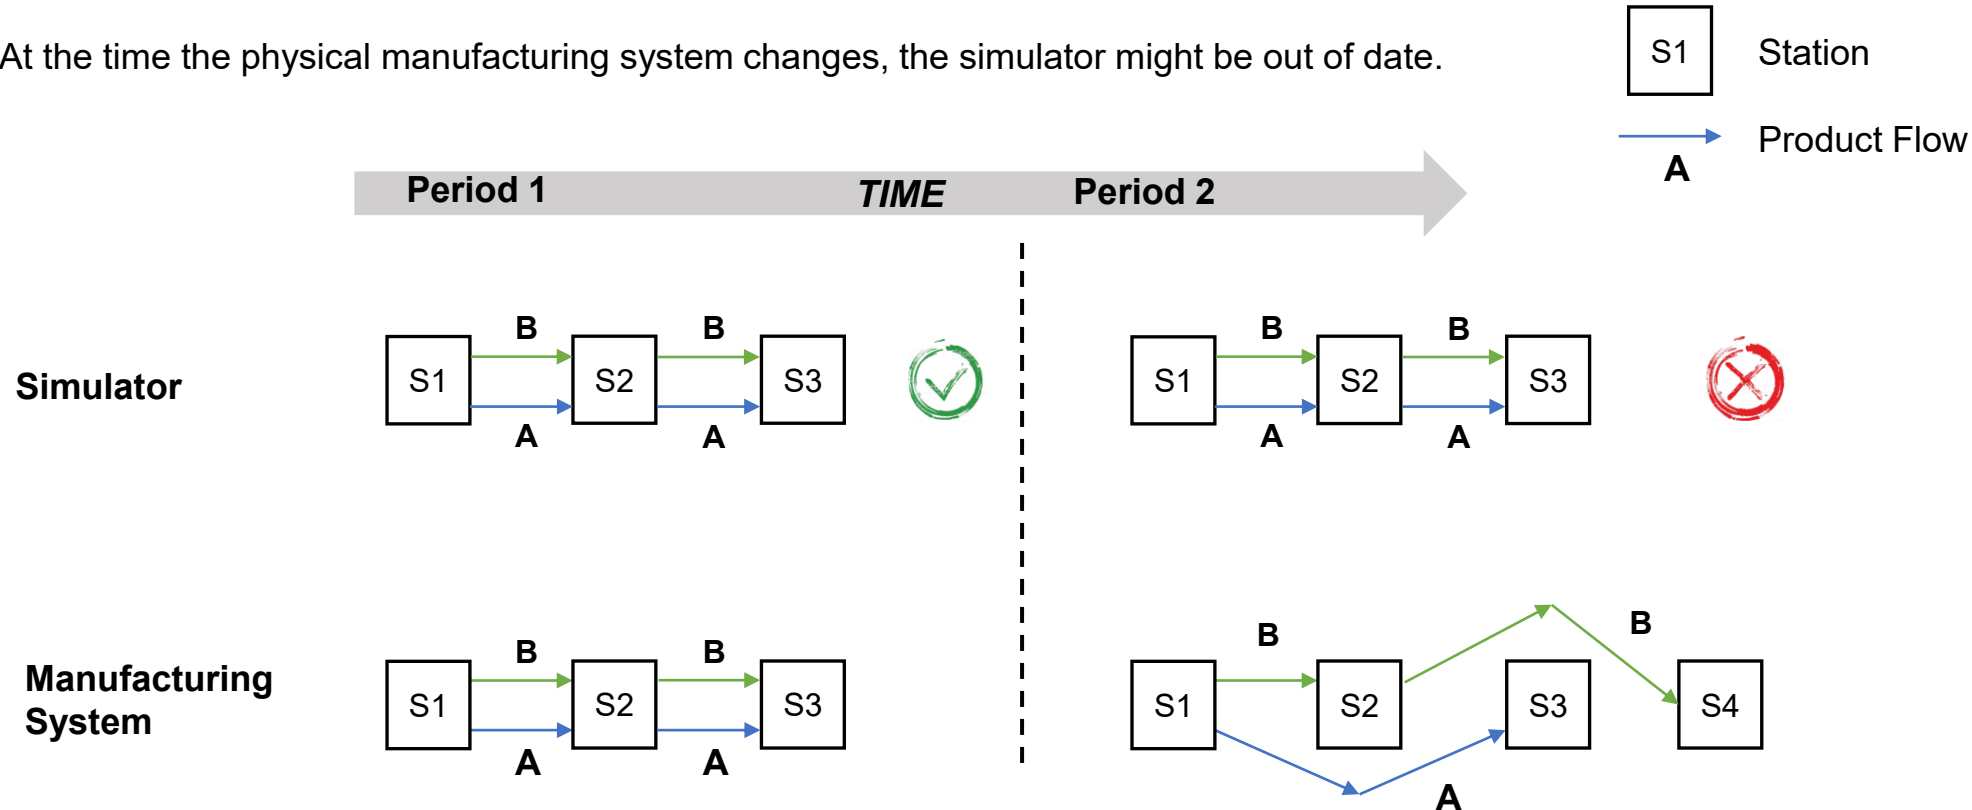 At the time the physical manufacturing system changes, the simulator might be out of date.
S1 Station
Product Flow
A
Period 1 TIME Period 2
B B B B
Simulator S1 S2 S3 S1 S2 S3
A A A A
B B B B
Manufacturing
System
S1 S2 S3 S1 S2 S3 S4
A A A